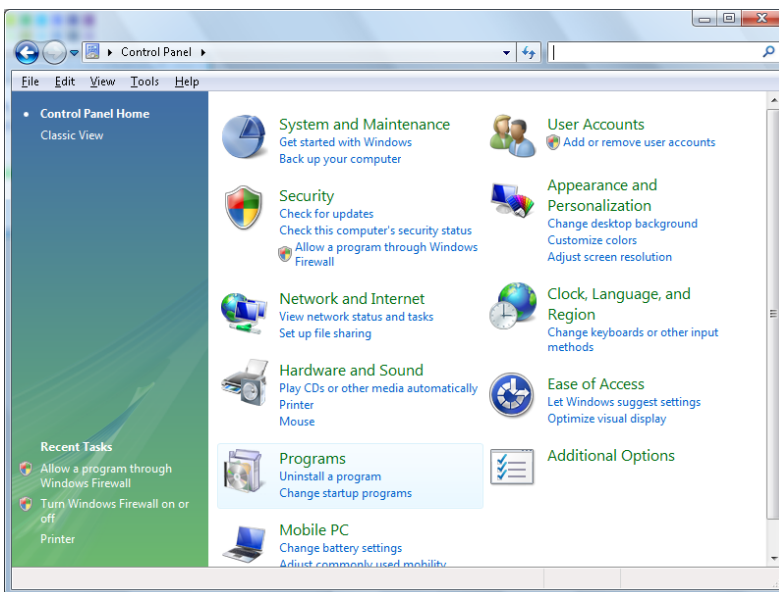 Control Panel
File Edit View Tools Help
Control Panel Home
Classic View
System and Maintenance
Get started with Windows
Back up your computer
Security
Check for updates
Check this computer's security status
Allow a program through Windows
Firewall
Network and Internet
View network status and tasks
Set up file sharing
Hardware and Sound
Play CDs or other media automatically
Printer
Mouse
Programs
Uninstall a program
Change startup programs
Mobile PC
Change battery settings
Adjust commonly used mobility
User Accounts
Add or remove user accounts
Appearance and
Personalization
Change desktop background
Customize colors
Adjust screen resolution
Clock, Language, and
Region
Change keyboards or other input
methods
Ease of Access
Let Windows suggest settings
Optimize visual display
Additional Options
Recent Tasks
Allow a program through
Windows Firewall
Turn Windows Firewall on or
off
Printer